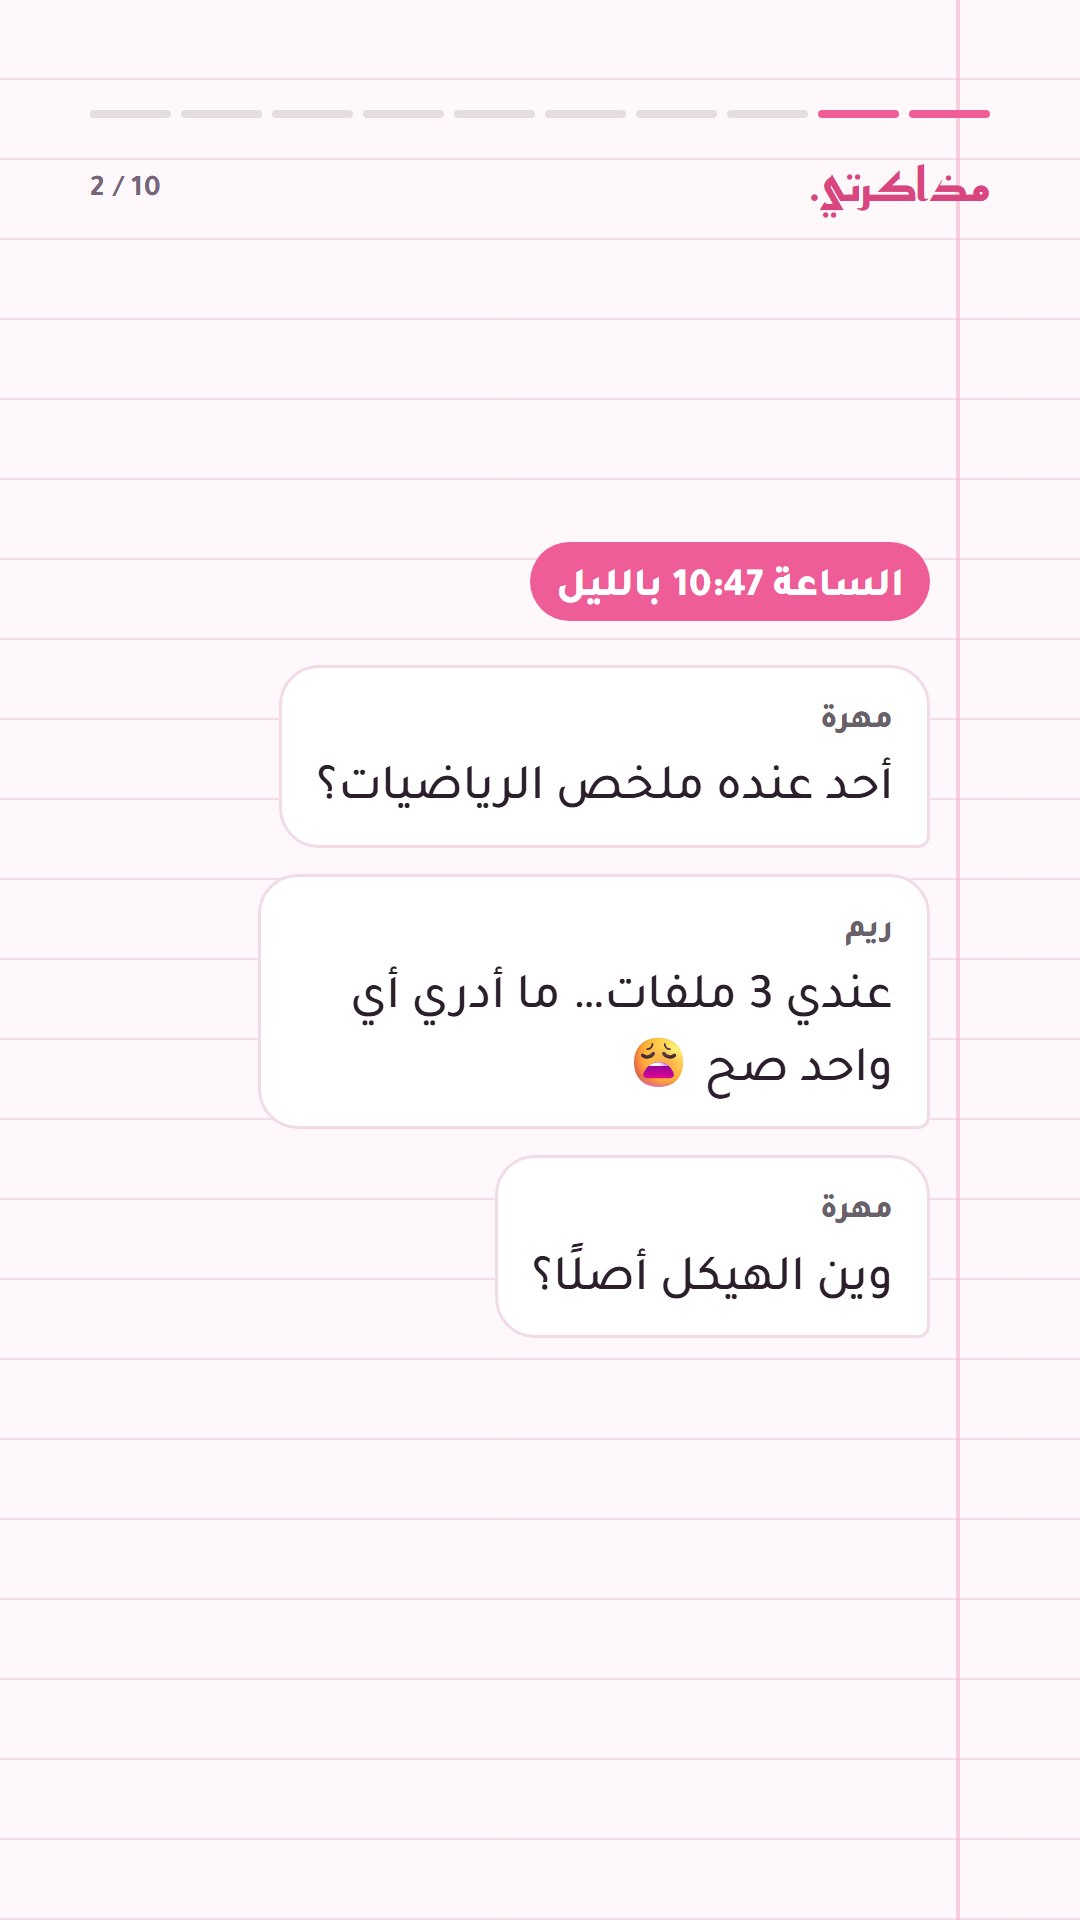 مذاكرتي.
2 / 10
الساعة 10:47 بالليل
مهرة
أحد عنده ملخص الرياضيات؟
ريم
عندي 3 ملفات... ما أدري أي
واحد صح 😩
مهرة
وين الهيكل أصلًا؟